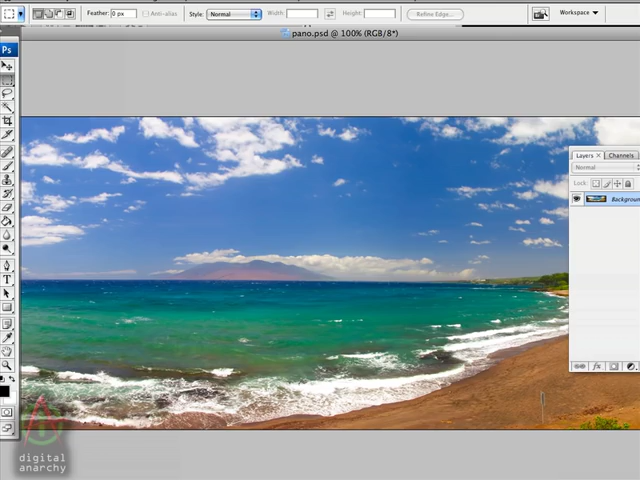 Feather: 0 px Anti-alias Style: Normal Width: Height: Refine Edge... Workspace
pano.psd @ 100% (RGB/8*)
Ps
Layers × Channels
Normal
Lock:
Background
T
fx
digital
anarchy